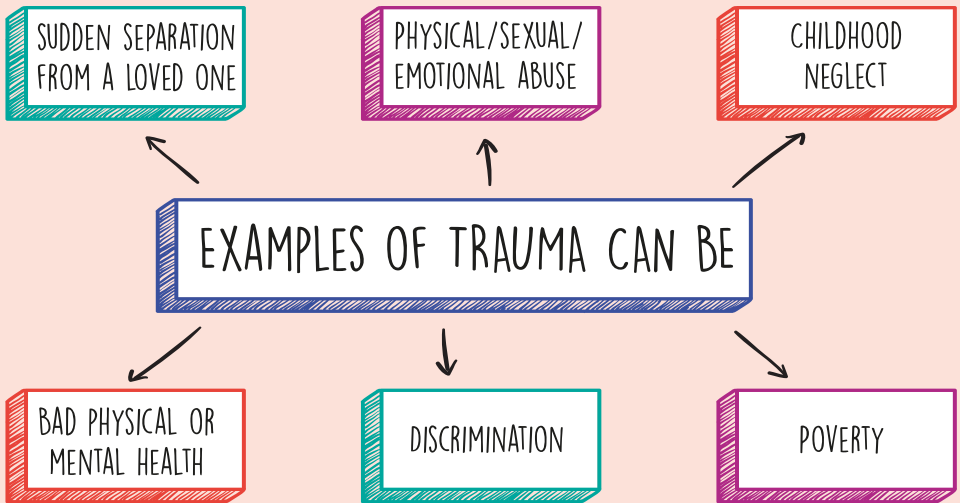 SUDDEN SEPARATION
FROM A LOVED ONE
PHYSICAL/SEXUAL/
EMOTIONAL ABUSE
CHILDHOOD
NEGLECT
EXAMPLES OF TRAUMA CAN BE
BAD PHYSICAL OR
MENTAL HEALTH
DISCRIMINATION
POVERTY